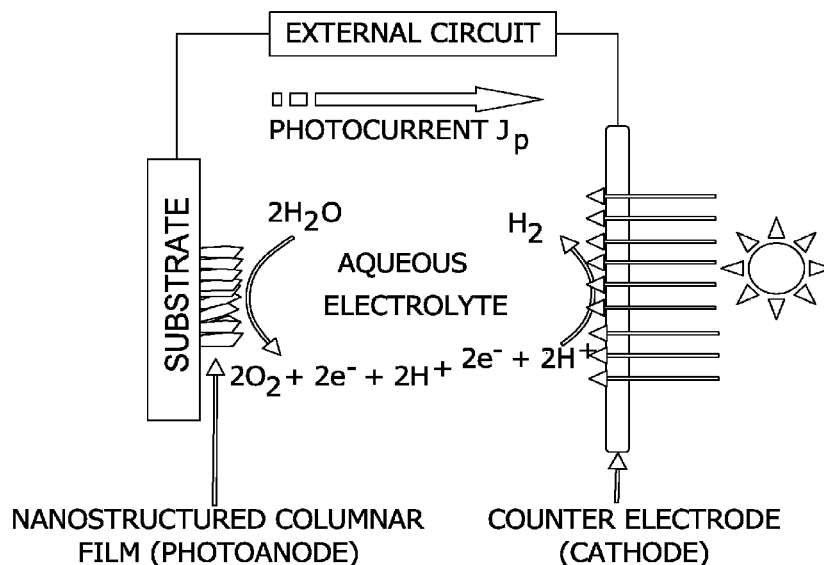 EXTERNAL CIRCUIT
PHOTOCURRENT Jp
SUBSTRATE
2H2O
AQUEOUS
ELECTROLYTE
H2
2O2 + 2e- + 2H+
2e- + 2H+
NANOSTRUCTURED COLUMNAR
FILM (PHOTOANODE)
COUNTER ELECTRODE
(CATHODE)